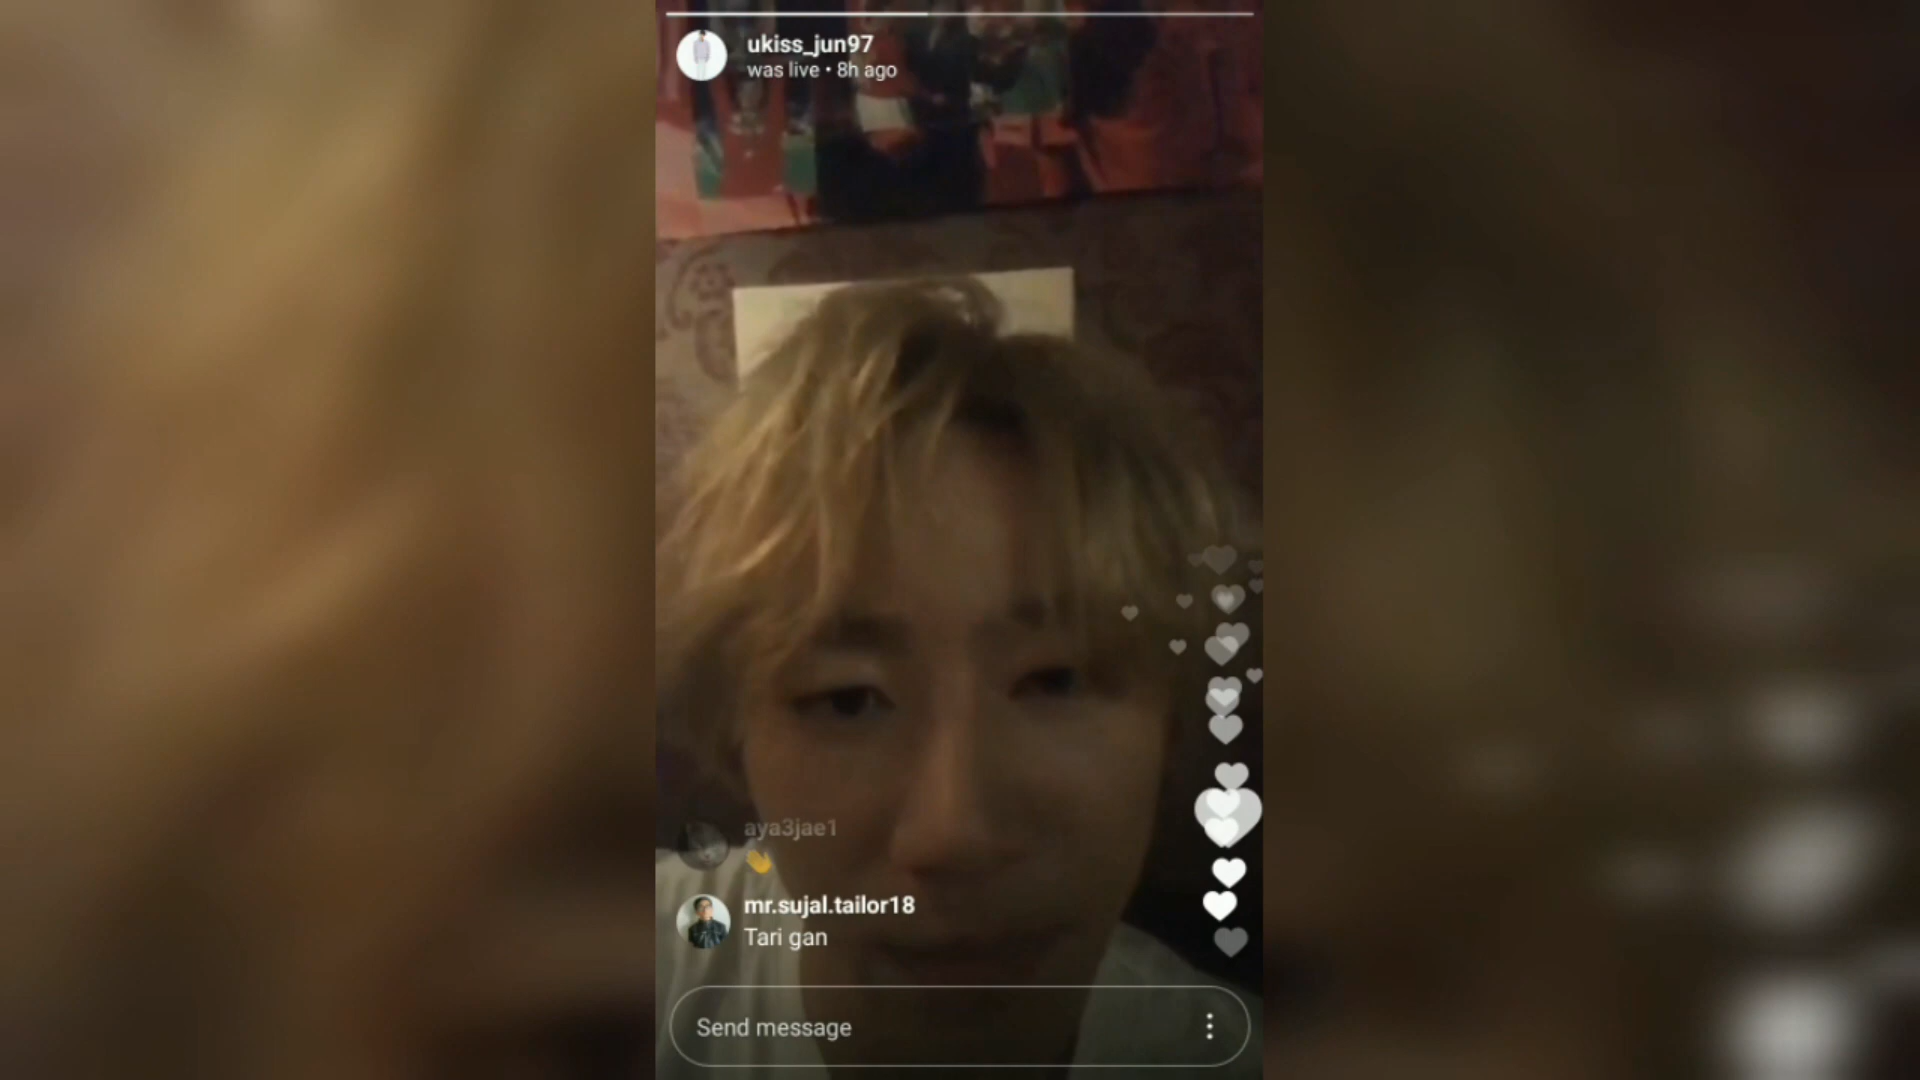 ukiss_jun97
was live • 8h ago
aya3jae1
👋
mr.sujal.tailor18
Tari gan
Send message